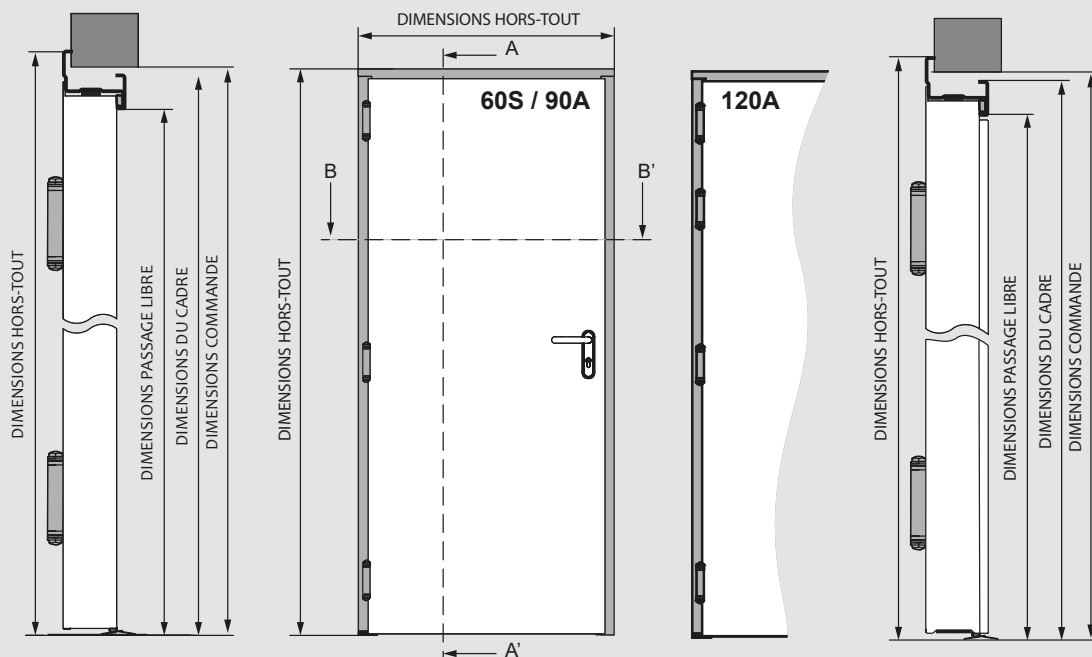 DIMENSIONS HORS-TOUT
A
60S / 90A
120A
B
B'
DIMENSIONS HORS-TOUT
DIMENSIONS PASSAGE LIBRE
DIMENSIONS DU CADRE
DIMENSIONS COMMANDE
DIMENSIONS HORS-TOUT
DIMENSIONS HORS-TOUT
DIMENSIONS PASSAGE LIBRE
DIMENSIONS DU CADRE
DIMENSIONS COMMANDE
A'